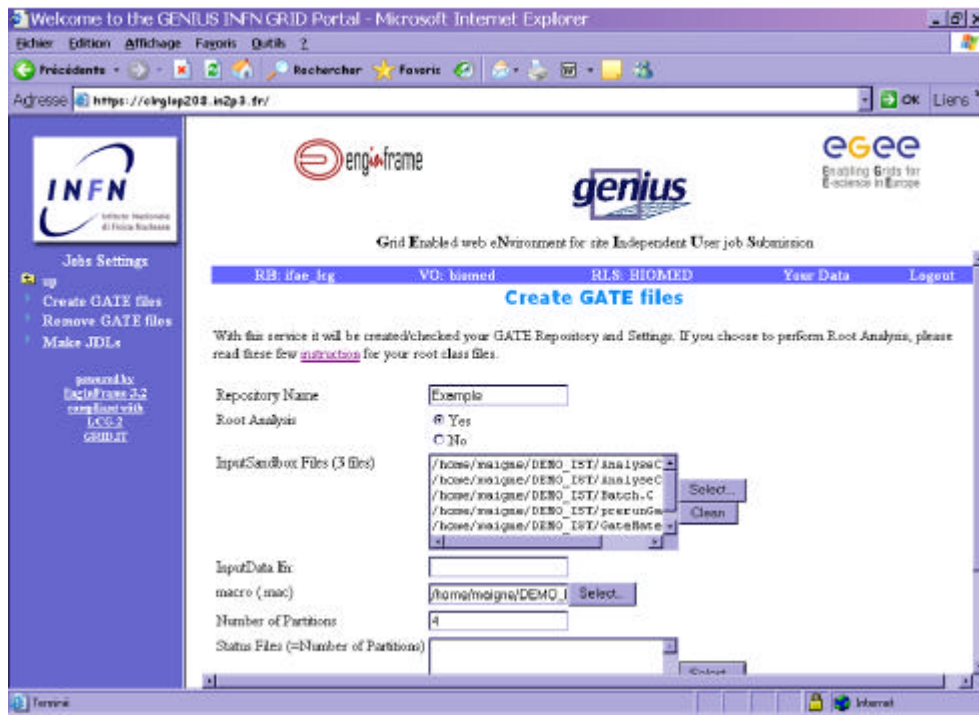 Welcome to the GENIUS INFN GRID Portal - Microsoft Internet Explorer
Fichier Edition Affichage Favoris Outils ?
Précédente Rechercher Favoris
Adresse https://clrglop208.in2p3.fr/ OK Liens
INFN
Istituto Nazionale
di Fisica Nucleare
enginframe
genius
egee
Enabling Grids for
E-science in Europe
Grid Enabled web eNvironment for site Independent User job Submission
Jobs Settings
up
Create GATE files
Remove GATE files
Make JDLs
powered by
EnginFrame 3.2
compliant with
LCG-2
GRID.IT
RB: ifae_lcg VO: biomed RLS: BIOMED Your Data Logout
Create GATE files
With this service it will be created/checked your GATE Repository and Settings. If you choose to perform Root Analysis, please
read these few instruction for your root class files.
Repository Name Example
Root Analysis Yes
No
InputSandbox Files (3 files)
/home/maigne/DEMO_IST/AnalyseC
/home/maigne/DEMO_IST/AnalyseC
/home/maigne/DEMO_IST/Batch.C
/home/maigne/DEMO_IST/prerunGa
/home/maigne/DEMO_IST/GateMate
Select...
Clean
InputData
macro (.mac) /home/maigne/DEMO_I Select...
Number of Partitions 4
Status Files (=Number of Partitions)
Select...
Terminé Internet